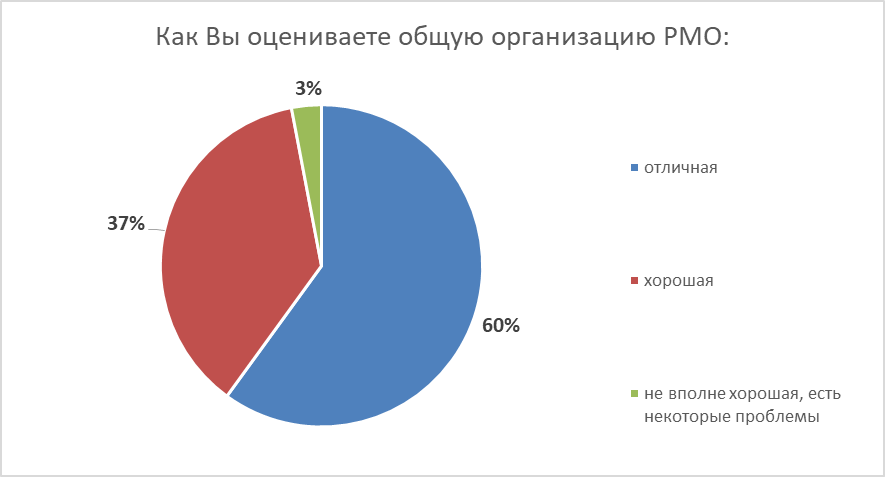 Как Вы оцениваете общую организацию РМО:
3%
37%
60%
отличная
хорошая
не вполне хорошая, есть
некоторые проблемы